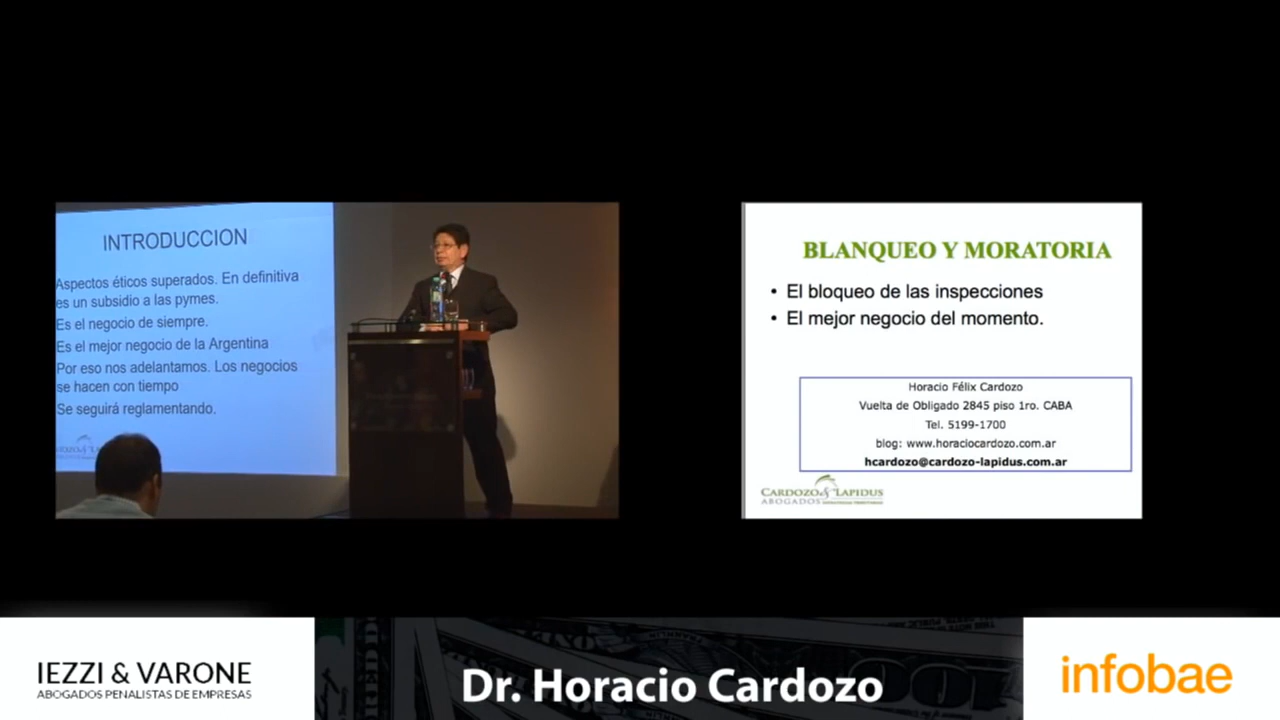 INTRODUCCION
Aspectos éticos superados. En definitiva
es un subsidio a las pymes.
Es el negocio de siempre.
Es el mejor negocio de la Argentina
Por eso nos adelantamos. Los negocios
se hacen con tiempo
Se seguirá reglamentando.
BLANQUEO Y MORATORIA
• El bloqueo de las inspecciones
• El mejor negocio del momento.
Horacio Félix Cardozo
Vuelta de Obligado 2845 piso 1ro. CABA
Tel. 5199-1700
blog: www.horaciocardozo.com.ar
hcardozo@cardozo-lapidus.com.ar
CARDOZO & LAPIDUS
ABOGADOS
IEZZI & VARONE
ABOGADOS PENALISTAS DE EMPRESAS
Dr. Horacio Cardozo
infobae